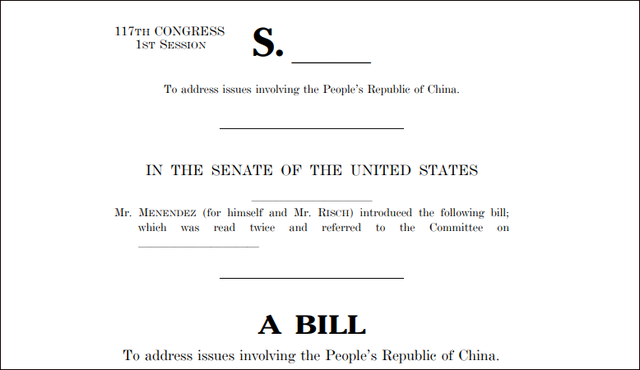 117TH CONGRESS
1ST SESSION
S. ________
To address issues involving the People's Republic of China.
IN THE SENATE OF THE UNITED STATES
Mr. MENENDEZ (for himself and Mr. RISCH) introduced the following bill;
which was read twice and referred to the Committee on
________________
A BILL
To address issues involving the People's Republic of China.